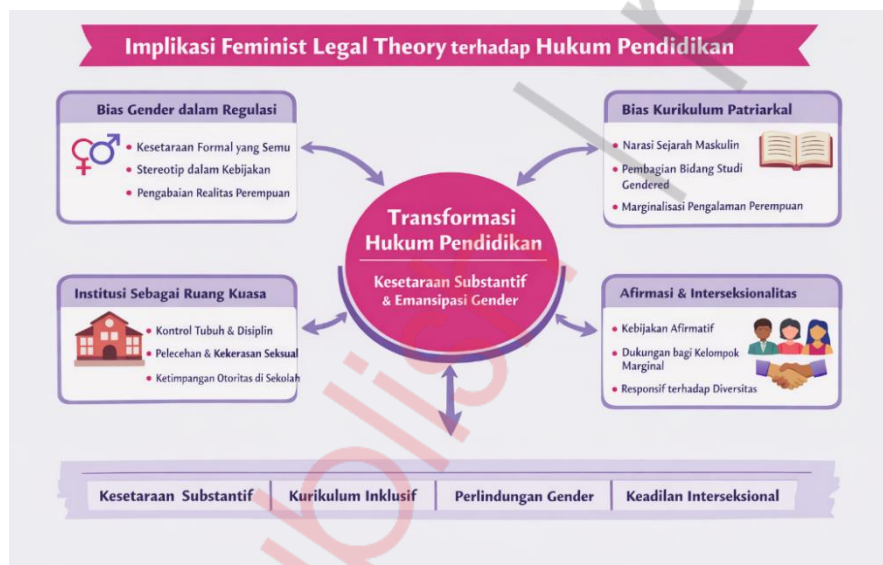 Implikasi Feminist Legal Theory terhadap Hukum Pendidikan
Bias Gender dalam Regulasi
• Kesetaraan Formal yang Semu
• Stereotip dalam Kebijakan
• Pengabaian Realitas Perempuan
Bias Kurikulum Patriarkal
• Narasi Sejarah Maskulin
• Pembagian Bidang Studi
Gendered
• Marginalisasi Pengalaman Perempuan
Transformasi
Hukum Pendidikan
Kesetaraan Substantif
& Emansipasi Gender
Institusi Sebagai Ruang Kuasa
• Kontrol Tubuh & Disiplin
• Pelecehan & Kekerasan Seksual
• Ketimpangan Otoritas di Sekolah
Afirmasi & Interseksionalitas
• Kebijakan Afirmatif
• Dukungan bagi Kelompok
Marginal
• Responsif terhadap Diversitas
Kesetaraan Substantif
Kurikulum Inklusif
Perlindungan Gender
Keadilan Interseksional